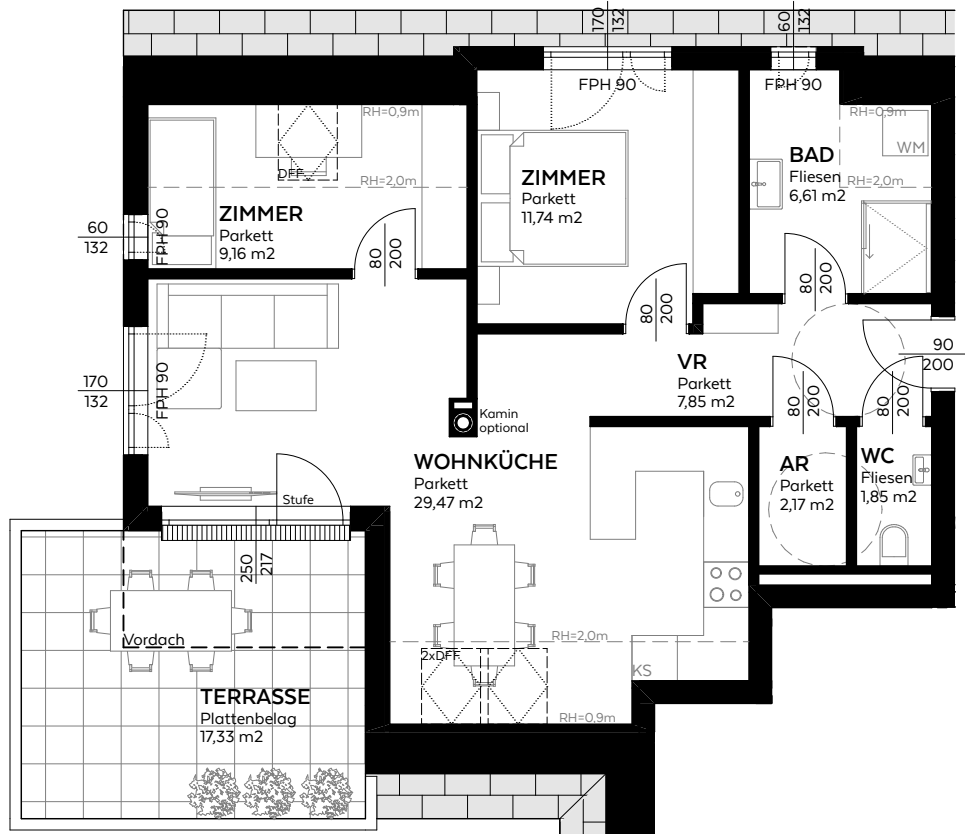 170
132
60
132
FPH 90
FPH 90
RH=0,9m
RH=0,9m
WM
DFF
RH=2,0m
RH=2,0m
ZIMMER
Parkett
9,16 m2
ZIMMER
Parkett
11,74 m2
BAD
Fliesen
6,61 m2
60
132
FPH 90
80
200
80
200
80
200
90
200
170
132
FPH 90
VR
Parkett
7,85 m2
80
200
80
200
Kamin
optional
WOHNKÜCHE
Parkett
29,47 m2
AR
Parkett
2,17 m2
WC
Fliesen
1,85 m2
Stufe
250
217
Vordach
2xDFF
RH=2,0m
KS
RH=0,9m
TERRASSE
Plattenbelag
17,33 m2